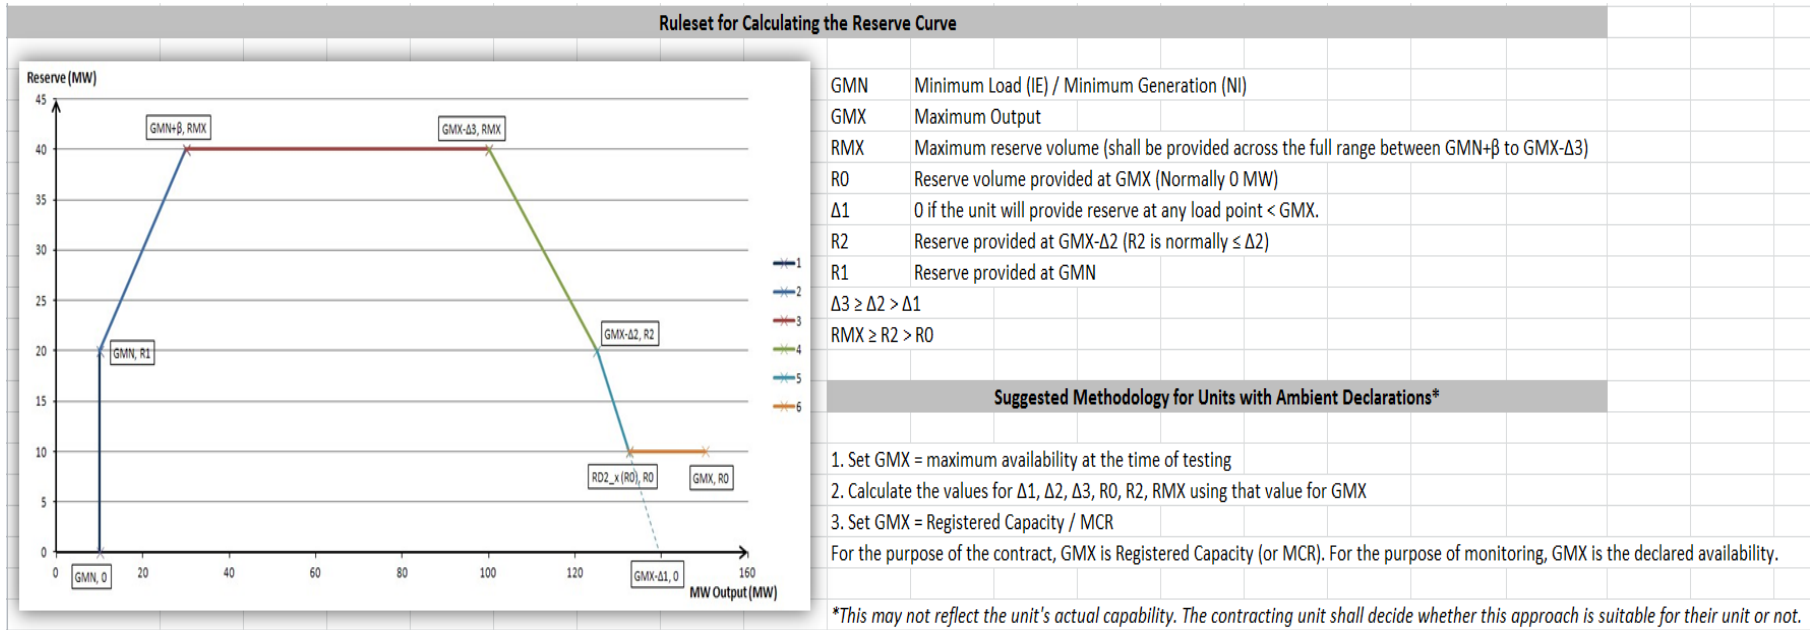 Ruleset for Calculating the Reserve Curve
Reserve (MW)
45
40
35
30
25
20
15
10
5
0
GMN+β, RMX
GMX-Δ3, RMX
GMN, R1
GMX-Δ2, R2
RD2_x (R0), R0
GMX, R0
GMN, 0
GMX-Δ1, 0
0
20
40
60
80
100
120
160
MW Output (MW)
1
2
3
4
5
6
GMN Minimum Load (IE) / Minimum Generation (NI)
GMX Maximum Output
RMX Maximum reserve volume (shall be provided across the full range between GMN+β to GMX-Δ3)
R0 Reserve volume provided at GMX (Normally 0 MW)
Δ1 0 if the unit will provide reserve at any load point < GMX.
R2 Reserve provided at GMX-Δ2 (R2 is normally ≤ Δ2)
R1 Reserve provided at GMN
Δ3 ≥ Δ2 > Δ1
RMX ≥ R2 > R0
Suggested Methodology for Units with Ambient Declarations*
1. Set GMX = maximum availability at the time of testing
2. Calculate the values for Δ1, Δ2, Δ3, R0, R2, RMX using that value for GMX
3. Set GMX = Registered Capacity / MCR
For the purpose of the contract, GMX is Registered Capacity (or MCR). For the purpose of monitoring, GMX is the declared availability.
*This may not reflect the unit's actual capability. The contracting unit shall decide whether this approach is suitable for their unit or not.